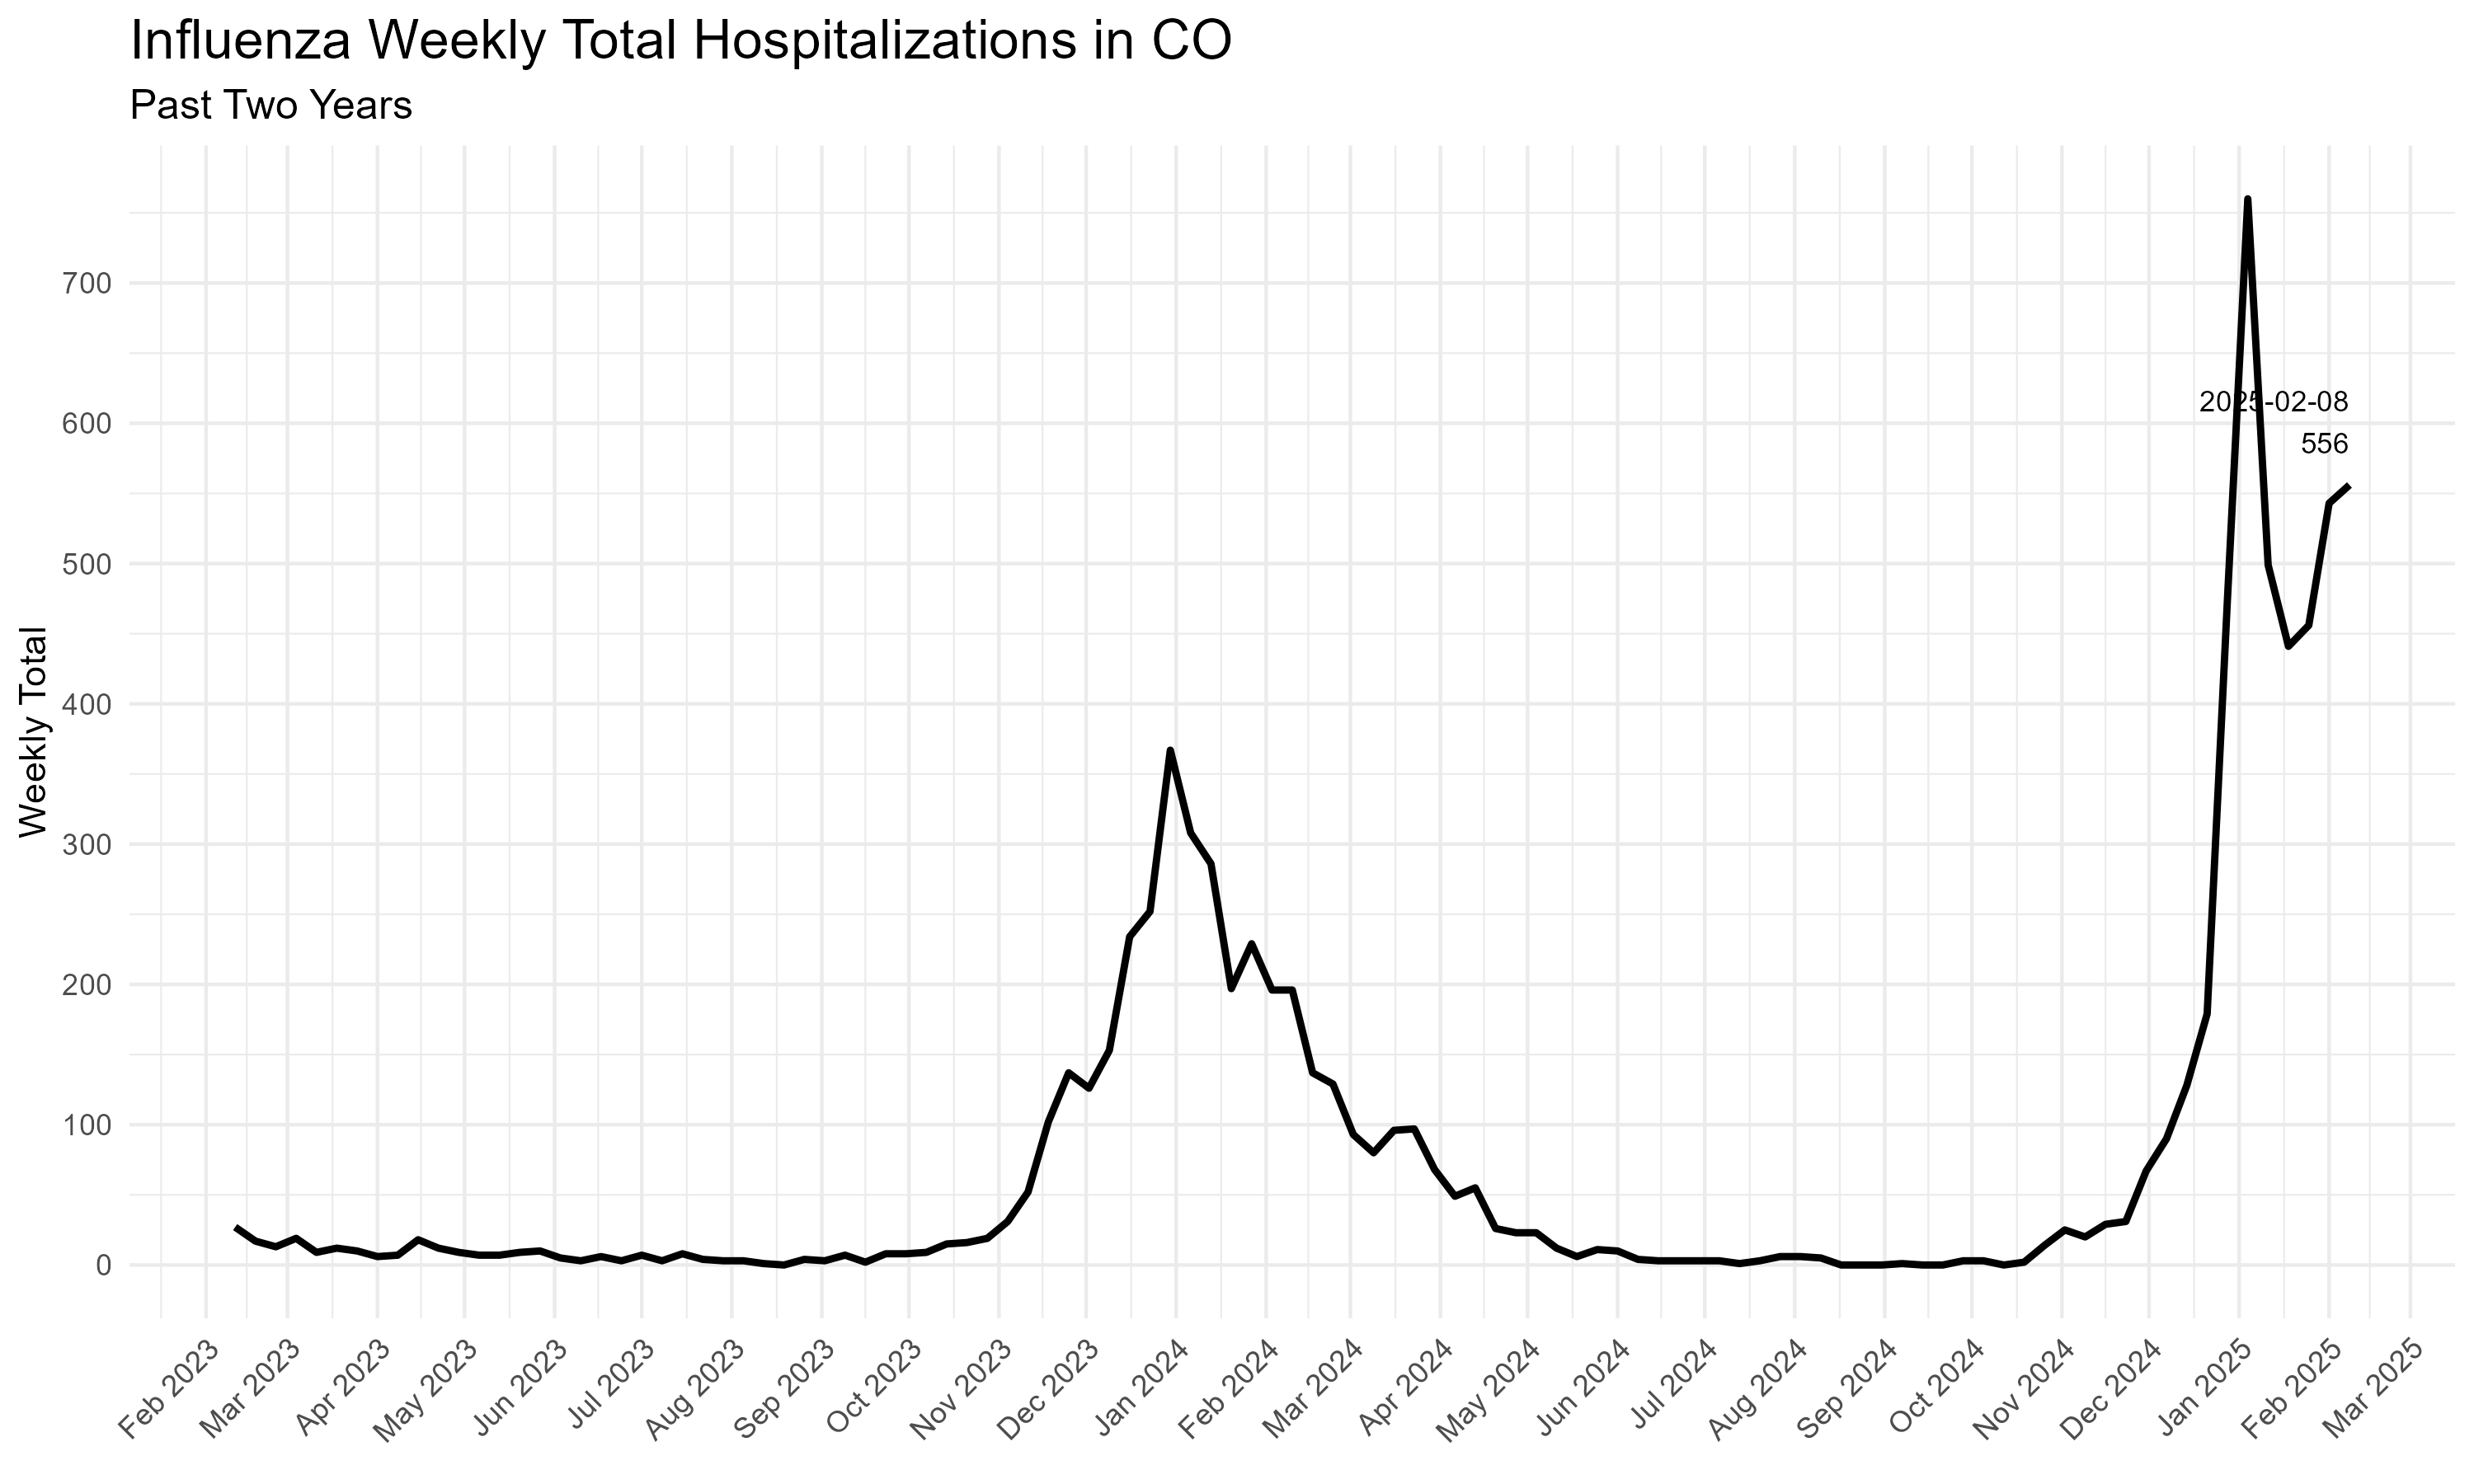 Influenza Weekly Total Hospitalizations in CO
Past Two Years
Weekly Total
700
600
500
400
300
200
100
0
2025-02-08
556
Feb 2023
Mar 2023
Apr 2023
May 2023
Jun 2023
Jul 2023
Aug 2023
Sep 2023
Oct 2023
Nov 2023
Dec 2023
Jan 2024
Feb 2024
Mar 2024
Apr 2024
May 2024
Jun 2024
Jul 2024
Aug 2024
Sep 2024
Oct 2024
Nov 2024
Dec 2024
Jan 2025
Feb 2025
Mar 2025